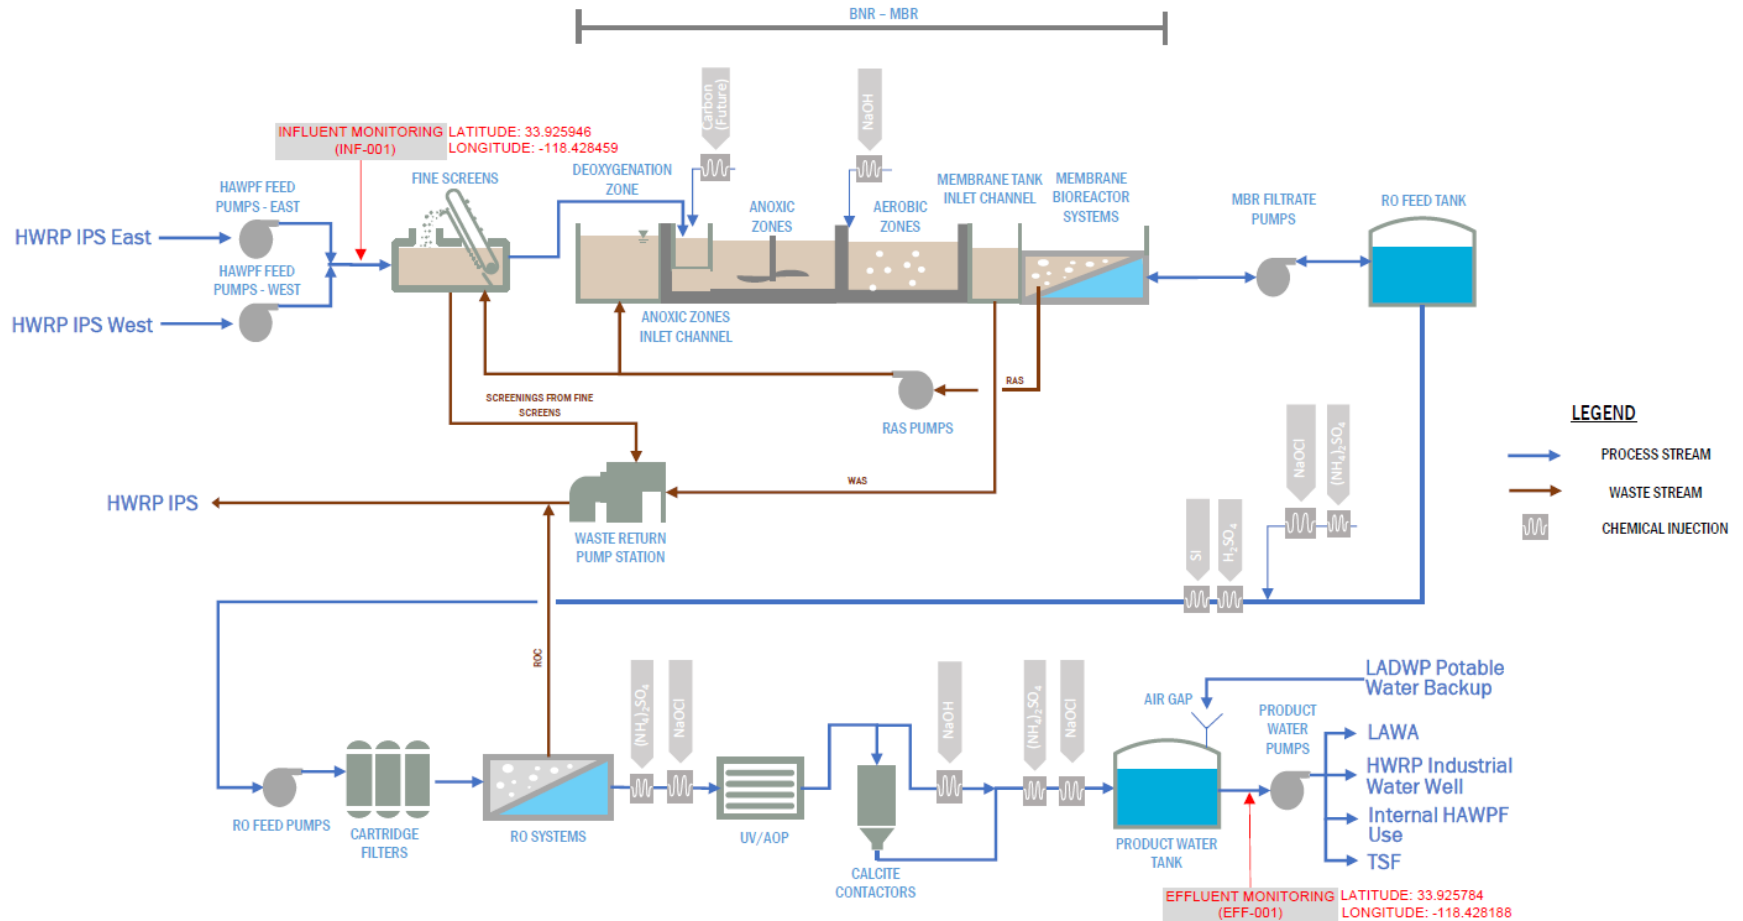 BNR – MBR
Carbon
(Future)
NaOH
INFLUENT MONITORING
(INF-001)
LATITUDE: 33.925946
LONGITUDE: -118.428459
HAWPF FEED
PUMPS - EAST
FINE SCREENS
DEOXYGENATION
ZONE
ANOXIC
ZONES
AEROBIC
ZONES
MEMBRANE TANK
INLET CHANNEL
MEMBRANE
BIOREACTOR
SYSTEMS
MBR FILTRATE
PUMPS
RO FEED TANK
HWRP IPS East
HAWPF FEED
PUMPS - WEST
HWRP IPS West
ANOXIC ZONES
INLET CHANNEL
RAS
SCREENINGS FROM FINE
SCREENS
RAS PUMPS
WAS
HWRP IPS
WASTE RETURN
PUMP STATION
NaOCl
(NH₄)₂SO₄
SI
H₂SO₄
LEGEND
PROCESS STREAM
WASTE STREAM
CHEMICAL INJECTION
ROC
(NH₄)₂SO₄
NaOCl
NaOH
(NH₄)₂SO₄
NaOCl
AIR GAP
LADWP Potable
Water Backup
PRODUCT
WATER
PUMPS
LAWA
HWRP Industrial
Water Well
Internal HAWPF
Use
TSF
RO FEED PUMPS
CARTRIDGE
FILTERS
RO SYSTEMS
UV/AOP
CALCITE
CONTACTORS
PRODUCT WATER
TANK
EFFLUENT MONITORING
(EFF-001)
LATITUDE: 33.925784
LONGITUDE: -118.428188